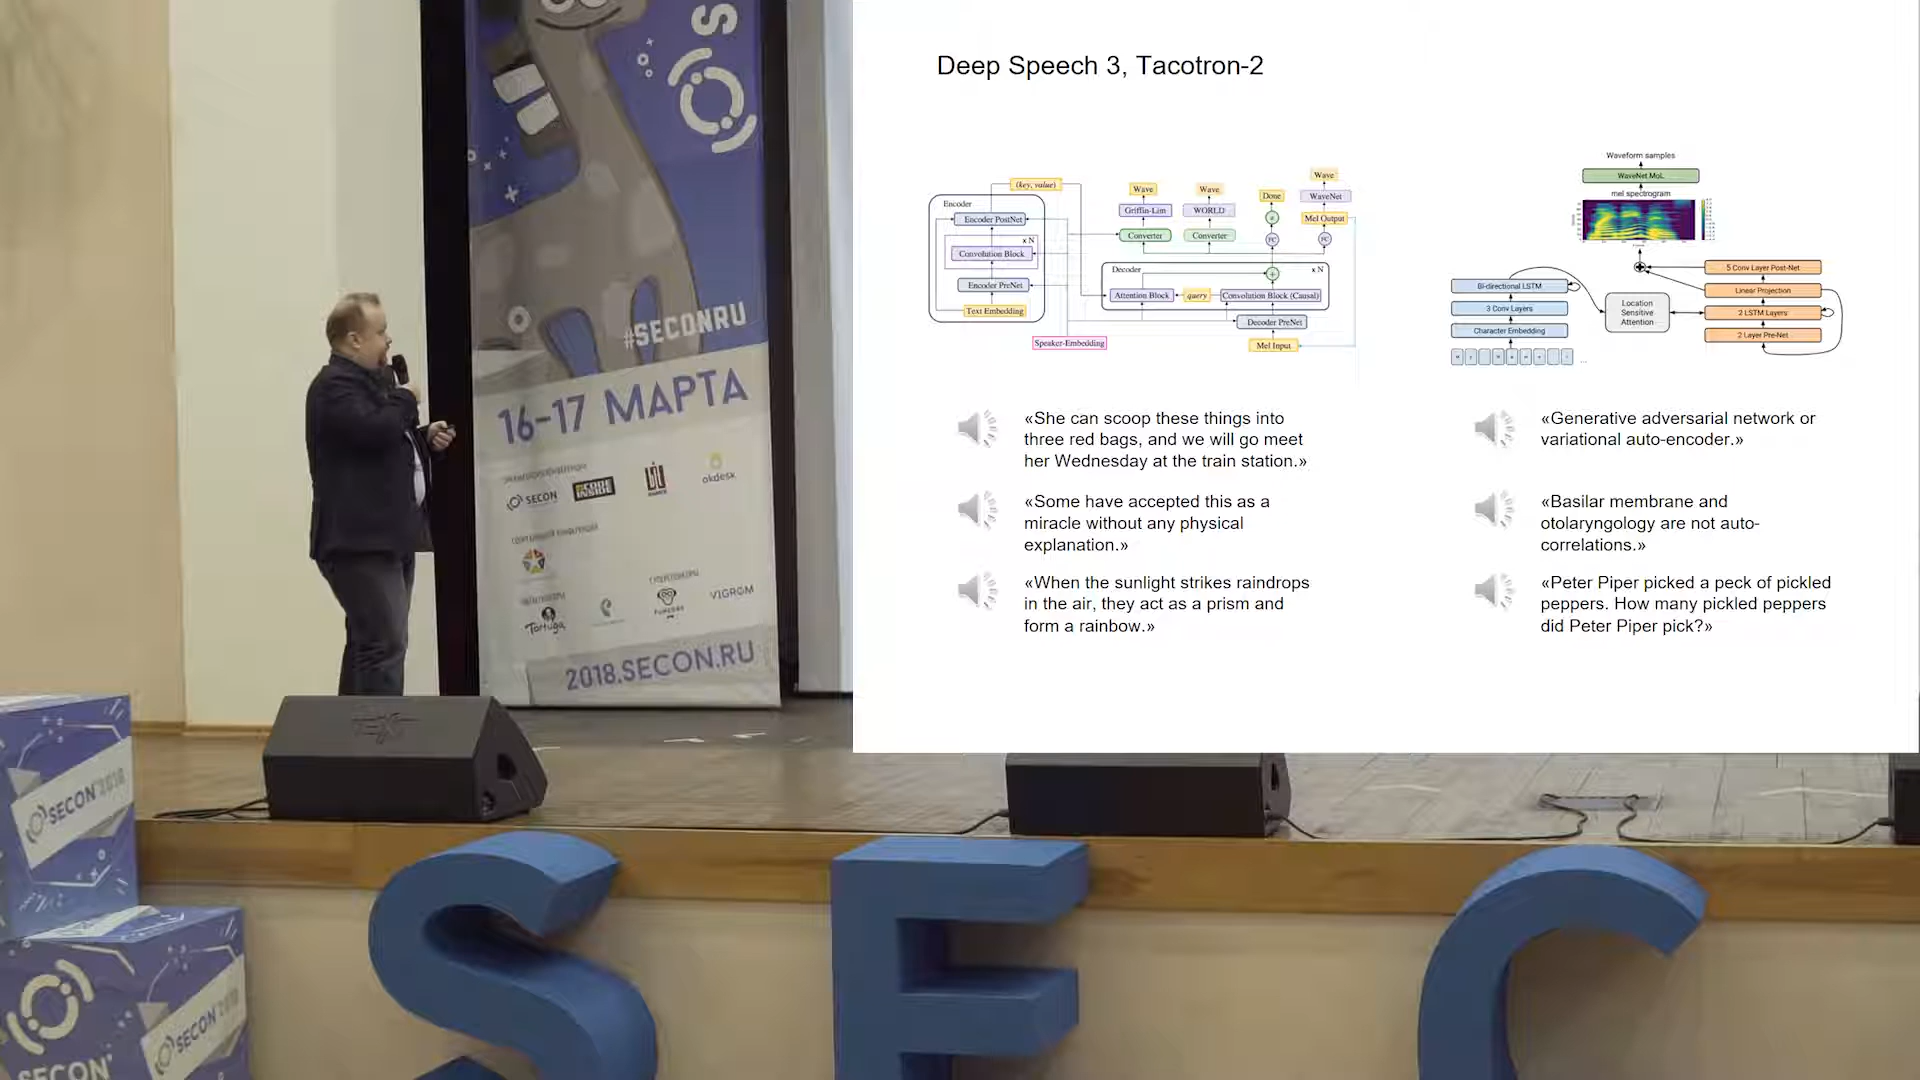 #SECONRU
16-17 МАРТА
SECON
CODE INSIDE
okdesk
Tortuga
FUNCORP
VIGROM
2018.SECON.RU
SECON'2018
SECON'2018
SECON'
S E C
Deep Speech 3, Tacotron-2
(key, value)
Encoder
Encoder PostNet
x N
Convolution Block
Encoder PreNet
Text Embedding
Speaker-Embedding
Wave
Wave
Done
Wave
Griffin-Lim
WORLD
WaveNet
Converter
Converter
Mel Output
FC
FC
Decoder
x N
Attention Block
query
Convolution Block (Causal)
Decoder PreNet
Mel Input
Waveform samples
WaveNet MoL
mel spectrogram
Bi-directional LSTM
3 Conv Layers
Character Embedding
Location
Sensitive
Attention
5 Conv Layer Post-Net
Linear Projection
2 LSTM Layers
2 Layer Pre-Net
«She can scoop these things into
three red bags, and we will go meet
her Wednesday at the train station.»
«Some have accepted this as a
miracle without any physical
explanation.»
«When the sunlight strikes raindrops
in the air, they act as a prism and
form a rainbow.»
«Generative adversarial network or
variational auto-encoder.»
«Basilar membrane and
otolaryngology are not auto-
correlations.»
«Peter Piper picked a peck of pickled
peppers. How many pickled peppers
did Peter Piper pick?»